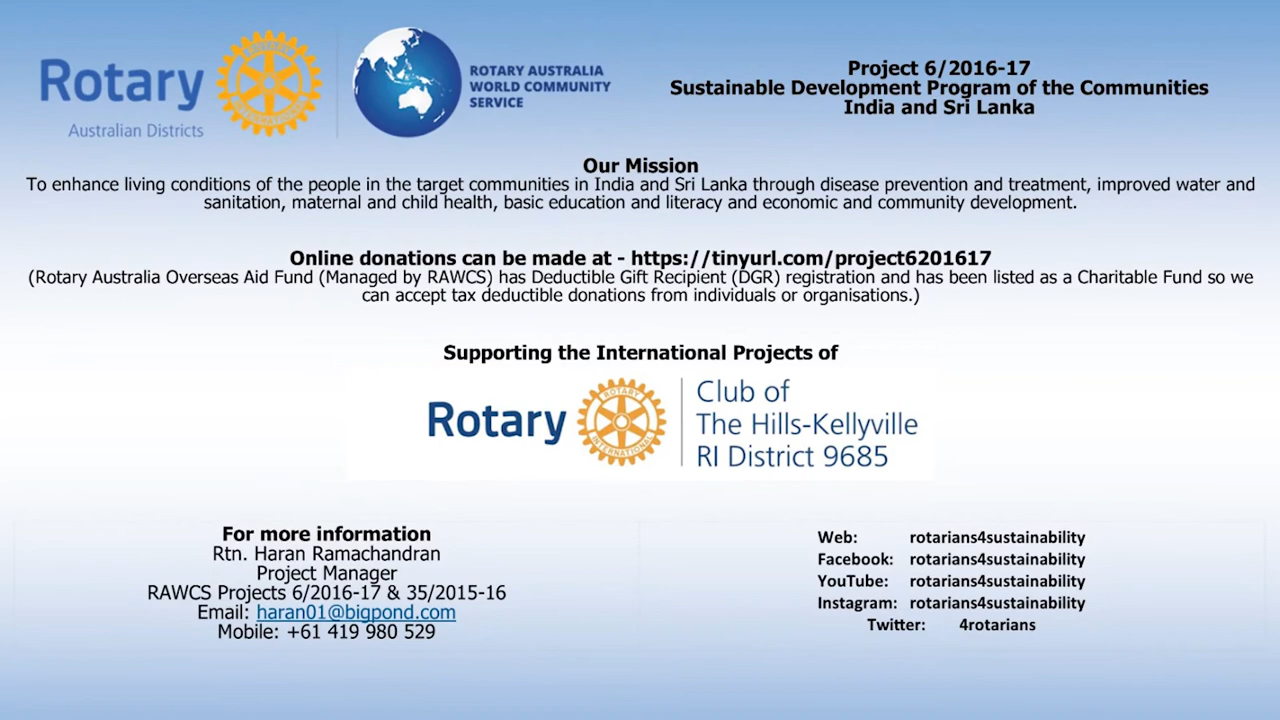 Rotary
Australian Districts
ROTARY
INTERNATIONAL
ROTARY AUSTRALIA
WORLD COMMUNITY
SERVICE
Project 6/2016-17
Sustainable Development Program of the Communities
India and Sri Lanka
Our Mission
To enhance living conditions of the people in the target communities in India and Sri Lanka through disease prevention and treatment, improved water and
sanitation, maternal and child health, basic education and literacy and economic and community development.
Online donations can be made at - https://tinyurl.com/project6201617
(Rotary Australia Overseas Aid Fund (Managed by RAWCS) has Deductible Gift Recipient (DGR) registration and has been listed as a Charitable Fund so we
can accept tax deductible donations from individuals or organisations.)
Supporting the International Projects of
Rotary
ROTARY
INTERNATIONAL
Club of
The Hills-Kellyville
RI District 9685
For more information
Rtn. Haran Ramachandran
Project Manager
RAWCS Projects 6/2016-17 & 35/2015-16
Email: haran01@bigpond.com
Mobile: +61 419 980 529
Web: rotarians4sustainability
Facebook: rotarians4sustainability
YouTube: rotarians4sustainability
Instagram: rotarians4sustainability
Twitter: 4rotarians